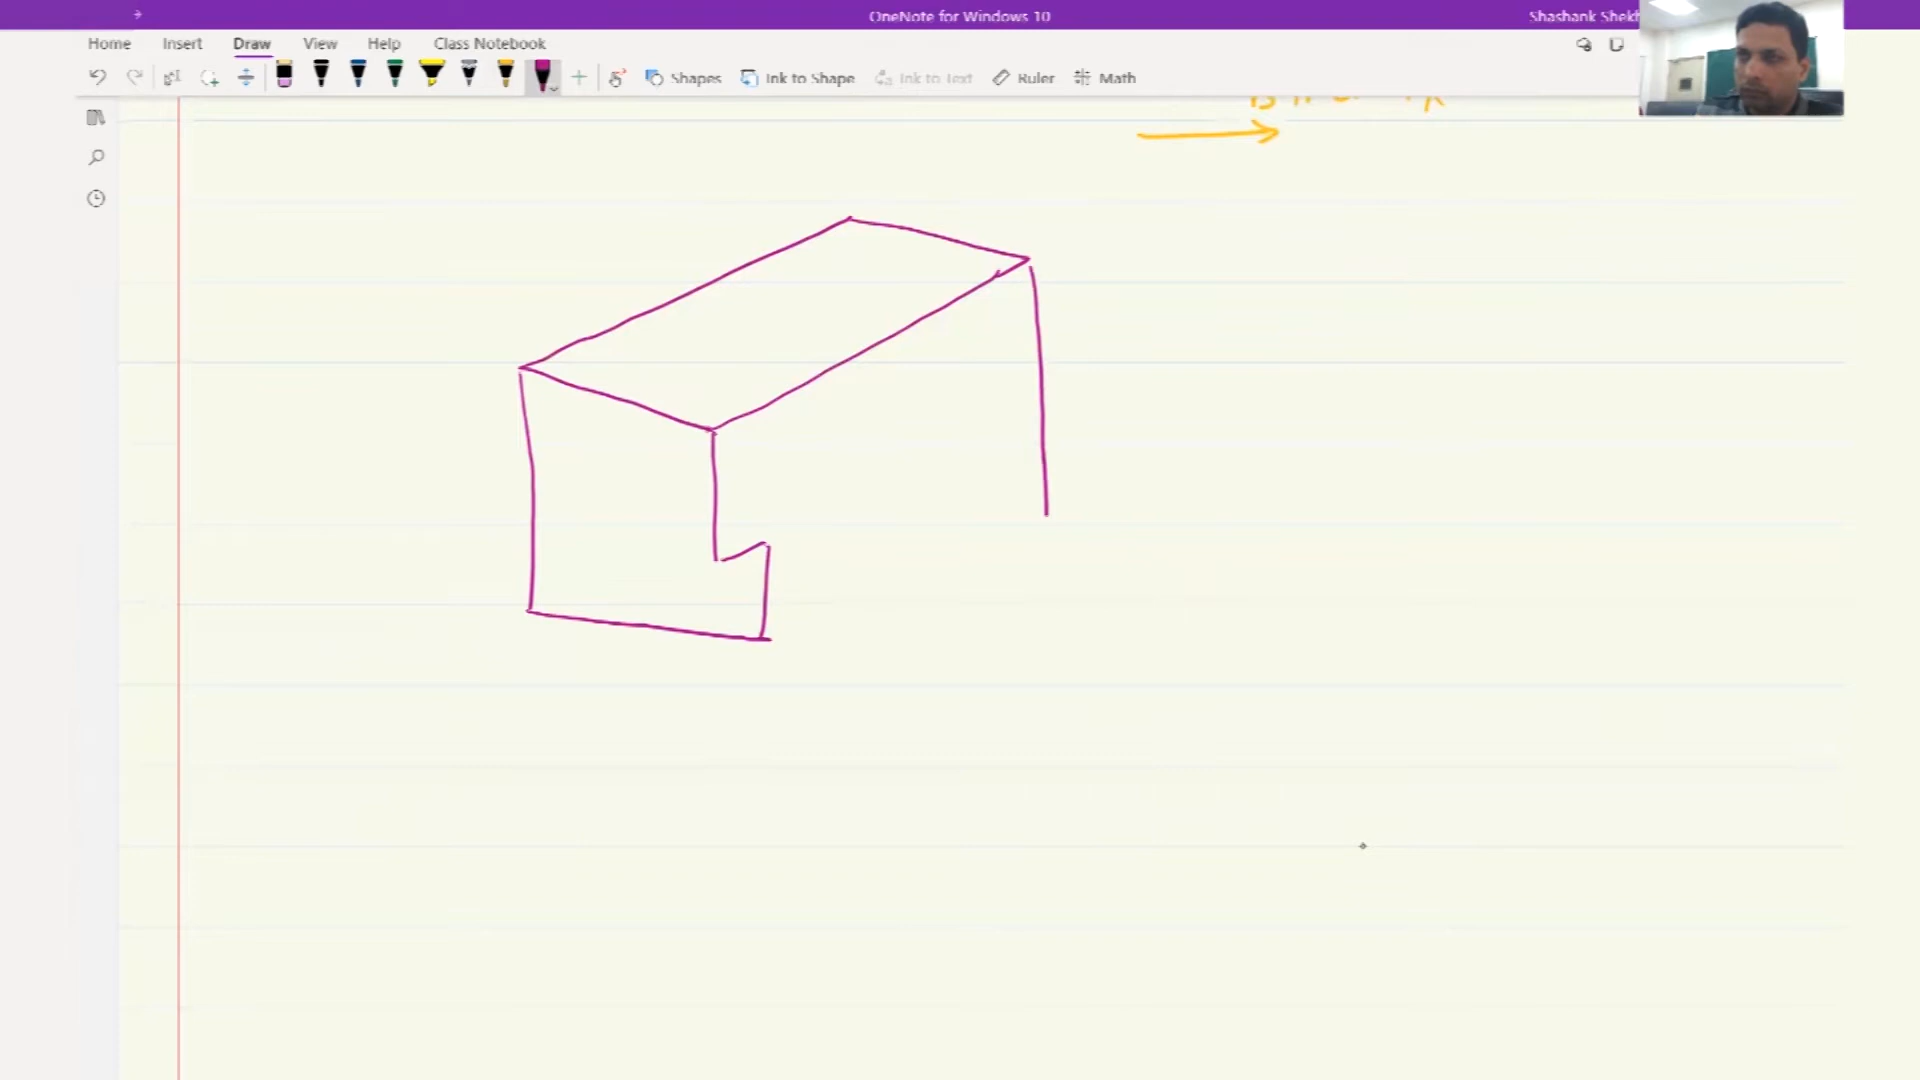 OneNote for Windows 10
Shashank Shekh
Home Insert Draw View Help Class Notebook
Shapes Ink to Shape Ink to Text Ruler Math